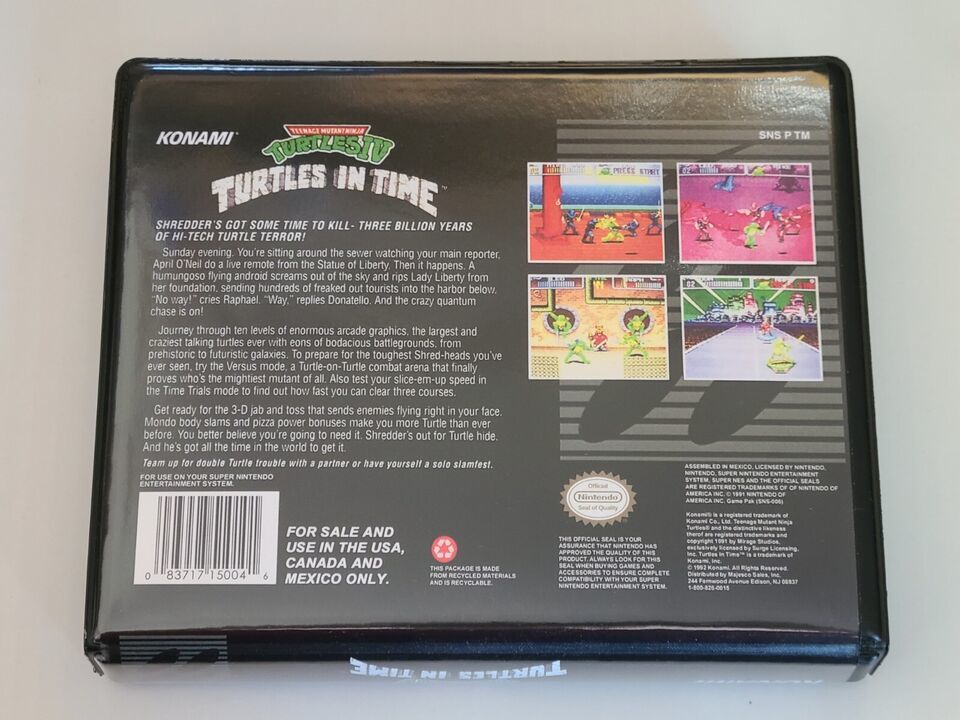 KONAMI
SNS P TM
TEENAGE MUTANT NINJA
TURTLES IV
TURTLES IN TIME™
SHREDDER'S GOT SOME TIME TO KILL- THREE BILLION YEARS
OF HI-TECH TURTLE TERROR!
Sunday evening. You're sitting around the sewer watching your main reporter,
April O'Neil do a live remote from the Statue of Liberty. Then it happens. A
humungoso flying android screams out of the sky and rips Lady Liberty from
her foundation, sending hundreds of freaked out tourists into the harbor below.
"No way!" cries Raphael. "Way," replies Donatello. And the crazy quantum
chase is on!
Journey through ten levels of enormous arcade graphics, the largest and
craziest talking turtles ever with eons of bodacious battlegrounds, from
prehistoric to futuristic galaxies. To prepare for the toughest Shred-heads you've
ever seen, try the Versus mode, a Turtle-on-Turtle combat arena that finally
proves who's the mightiest mutant of all. Also test your slice-em-up speed in
the Time Trials mode to find out how fast you can clear three courses.
Get ready for the 3-D jab and toss that sends enemies flying right in your face.
Mondo body slams and pizza power bonuses make you more Turtle than ever
before. You better believe you're going to need it. Shredder's out for Turtle hide.
And he's got all the time in the world to get it.
Team up for double Turtle trouble with a partner or have yourself a solo slamfest.
FOR USE ON YOUR SUPER NINTENDO
ENTERTAINMENT SYSTEM.
0 83717 15004 6
FOR SALE AND
USE IN THE USA,
CANADA AND
MEXICO ONLY.
THIS PACKAGE IS MADE
FROM RECYCLED MATERIALS
AND IS RECYCLABLE.
PRESS START
02
Official
Nintendo
Seal of Quality
THIS OFFICIAL SEAL IS YOUR
ASSURANCE THAT NINTENDO HAS
APPROVED THE QUALITY OF THIS
PRODUCT. ALWAYS LOOK FOR THIS
SEAL WHEN BUYING GAMES AND
ACCESSORIES TO ENSURE COMPLETE
COMPATIBILITY WITH YOUR SUPER
NINTENDO ENTERTAINMENT SYSTEM.
ASSEMBLED IN MEXICO, LICENSED BY NINTENDO,
NINTENDO, SUPER NINTENDO ENTERTAINMENT
SYSTEM, SUPER NES AND THE OFFICIAL SEALS
ARE REGISTERED TRADEMARKS OF OF NINTENDO OF
AMERICA INC. © 1991 NINTENDO OF
AMERICA INC. Game Pak (SNS-006)
Konami® is a registered trademark of
Konami Co., Ltd. Teenage Mutant Ninja
Turtles® and the distinctive likeness
therof are registered trademarks and
copyright 1991 by Mirage Studios,
exclusively licensed by Surge Licensing,
Inc. Turtles in Time™ is a trademark of
Konami, Inc.
© 1992 Konami. All Rights Reserved.
Distributed by Majesco Sales, Inc.
244 Fernwood Avenue Edison, NJ 08837
1-800-826-0015
TURTLES IN TIME